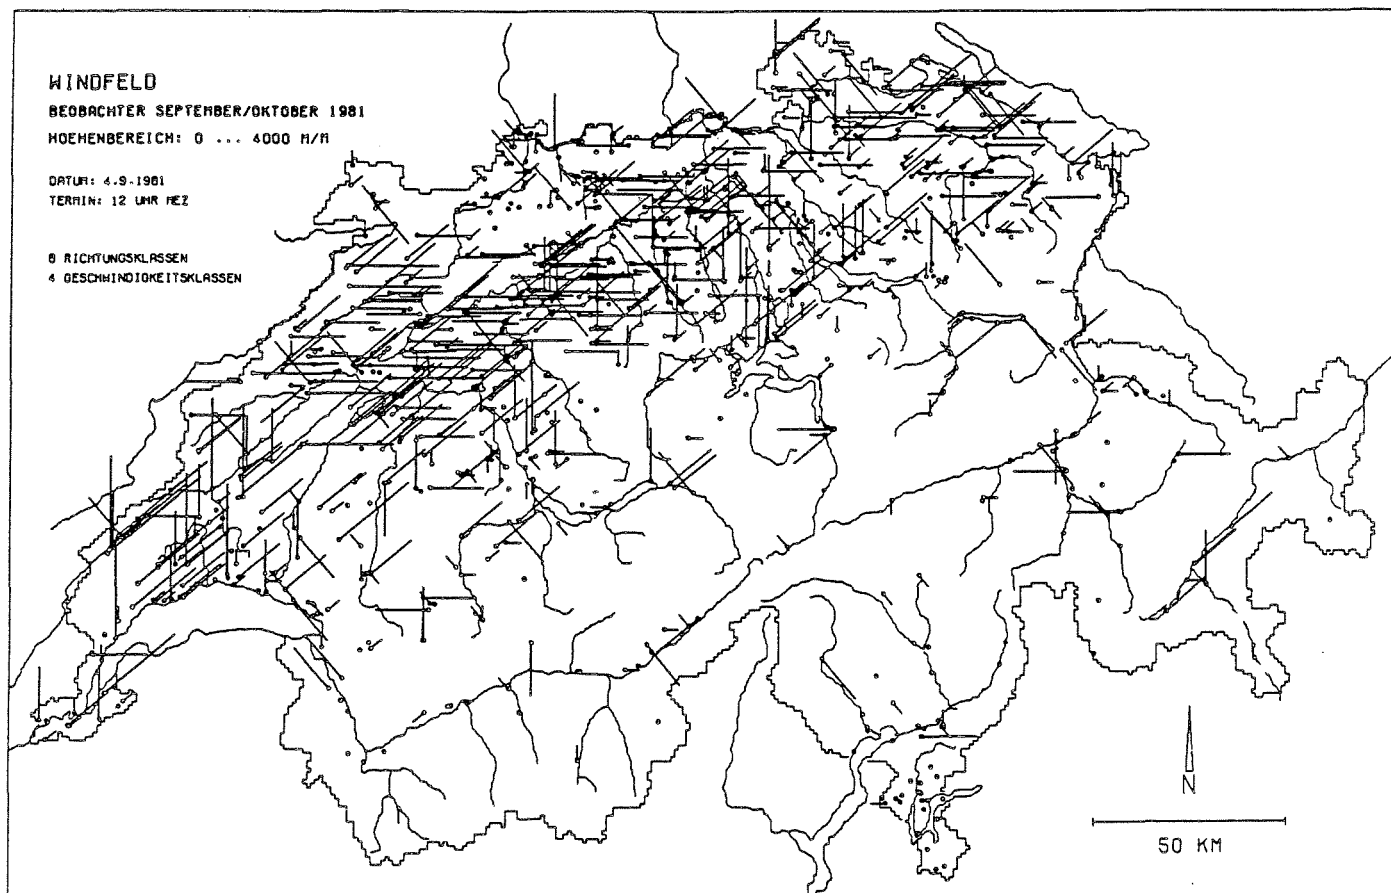 WINDFELD
BEOBACHTER SEPTEMBER/OKTOBER 1981
HOEHENBEREICH: 0 ... 4000 M/M
DATUM: 4.9.1981
TERMIN: 12 UHR MEZ
8 RICHTUNGSKLASSEN
4 GESCHWINDIGKEITSKLASSEN
N
50 KM